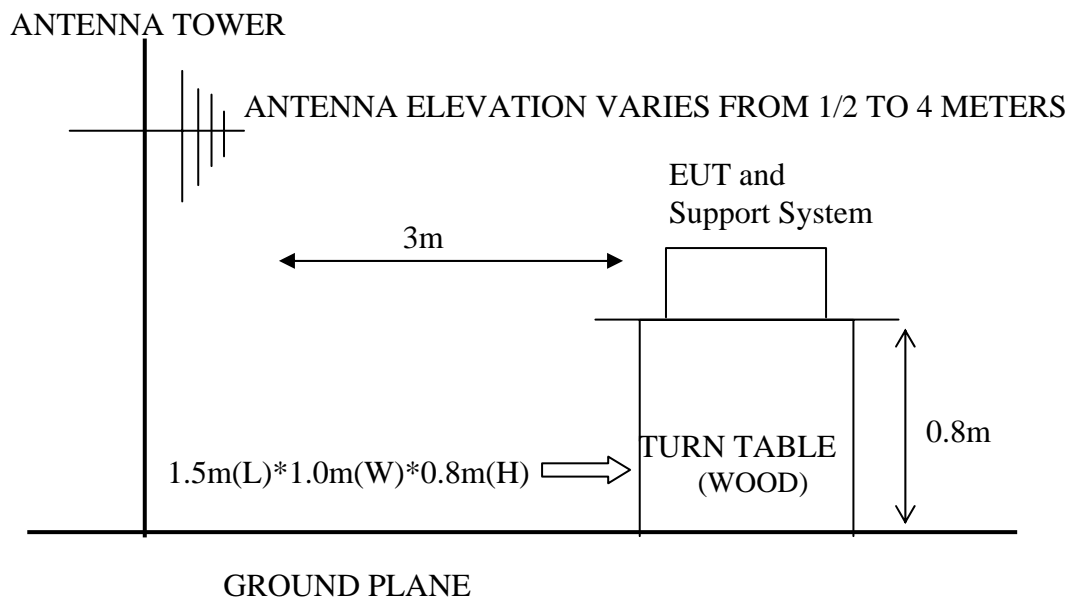 ANTENNA TOWER
ANTENNA ELEVATION VARIES FROM 1/2 TO 4 METERS
EUT and
Support System
3m
0.8m
TURN TABLE
(WOOD)
1.5m(L)*1.0m(W)*0.8m(H)
GROUND PLANE